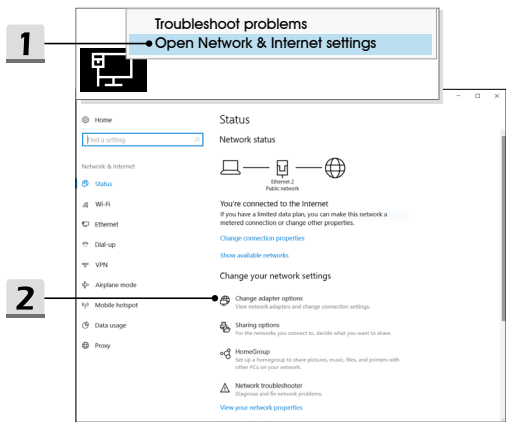 1
Troubleshoot problems
Open Network & Internet settings
Home
Find a setting
Network & Internet
Status
Wi-Fi
Ethernet
Dial-up
VPN
Airplane mode
2
Mobile hotspot
Data usage
Proxy
Status
Network status
Ethernet 2
Public network
You're connected to the Internet
If you have a limited data plan, you can make this network a
metered connection or change other properties.
Change connection properties
Show available networks
Change your network settings
Change adapter options
View network adapters and change connection settings.
Sharing options
For the networks you connect to, decide what you want to share.
HomeGroup
Set up a homegroup to share pictures, music, files, and printers with
other PCs on your network.
Network troubleshooter
Diagnose and fix network problems.
View your network properties